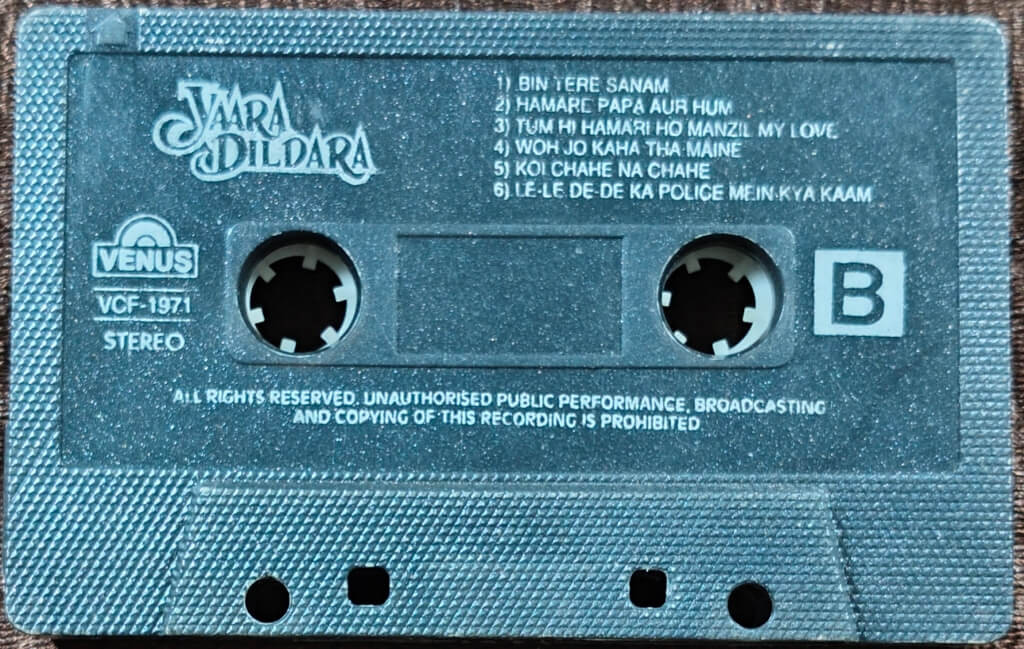 YAARA
DILDARA
1) BIN TERE SANAM
2) HAMARE PAPA AUR HUM
3) TUM HI HAMARI HO MANZIL MY LOVE
4) WOH JO KAHA THA MAINE
5) KOI CHAHE NA CHAHE
6) LE-LE DE-DE KA POLICE MEIN KYA KAAM
VENUS
VCF-1971
STEREO
B
ALL RIGHTS RESERVED. UNAUTHORISED PUBLIC PERFORMANCE, BROADCASTING
AND COPYING OF THIS RECORDING IS PROHIBITED